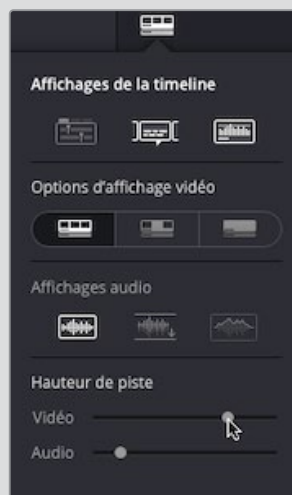 Affichages de la timeline
Options d'affichage vidéo
Affichages audio
Hauteur de piste
Vidéo
Audio